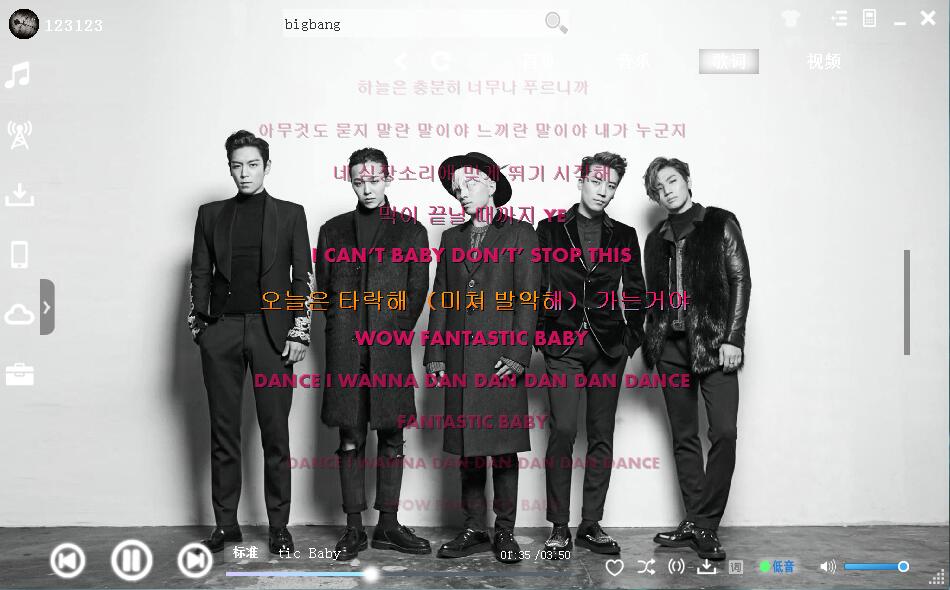 123123
bigbang
音乐
歌词
视频
하늘은 충분히 너무나 푸르니까
아무것도 묻지 말란 말이야 느끼란 말이야 내가 누군지
네 심장소리에 맞게 뛰기 시작해
막이 끝날 때까지 YE
I CAN'T BABY DON'T' STOP THIS
오늘은 타락해 (미쳐 발악해) 가는거야
WOW FANTASTIC BABY
DANCE I WANNA DAN DAN DAN DAN DANCE
FANTASTIC BABY
DANCE I WANNA DAN DAN DAN DAN DANCE
WOW FANTASTIC BABY
标准 tic Baby 01:35 /03:50
词 低音